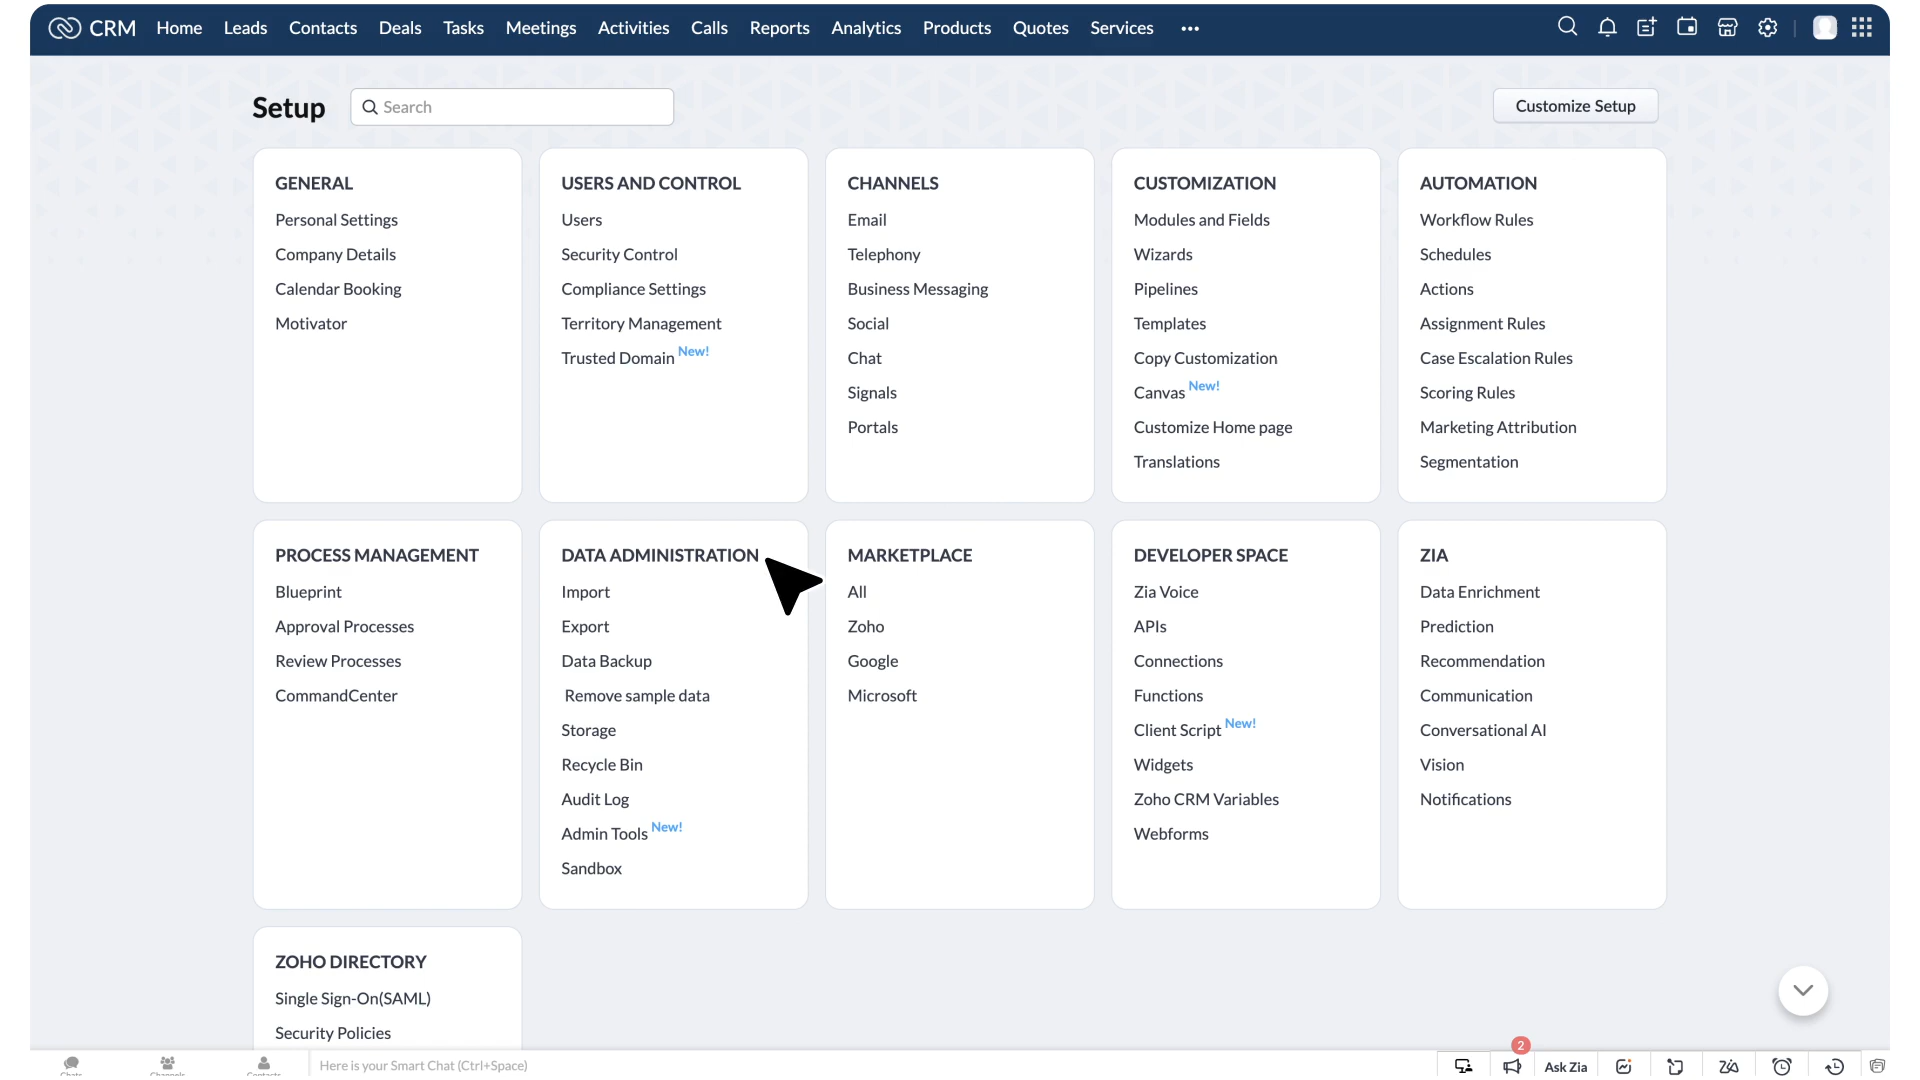 CRM Home Leads Contacts Deals Tasks Meetings Activities Calls Reports Analytics Products Quotes Services •••
Setup
Search
Customize Setup
GENERAL
Personal Settings
Company Details
Calendar Booking
Motivator
USERS AND CONTROL
Users
Security Control
Compliance Settings
Territory Management
Trusted Domain New!
CHANNELS
Email
Telephony
Business Messaging
Social
Chat
Signals
Portals
CUSTOMIZATION
Modules and Fields
Wizards
Pipelines
Templates
Copy Customization
Canvas New!
Customize Home page
Translations
AUTOMATION
Workflow Rules
Schedules
Actions
Assignment Rules
Case Escalation Rules
Scoring Rules
Marketing Attribution
Segmentation
PROCESS MANAGEMENT
Blueprint
Approval Processes
Review Processes
CommandCenter
DATA ADMINISTRATION
Import
Export
Data Backup
Remove sample data
Storage
Recycle Bin
Audit Log
Admin Tools New!
Sandbox
MARKETPLACE
All
Zoho
Google
Microsoft
DEVELOPER SPACE
Zia Voice
APIs
Connections
Functions
Client Script New!
Widgets
Zoho CRM Variables
Webforms
ZIA
Data Enrichment
Prediction
Recommendation
Communication
Conversational AI
Vision
Notifications
ZOHO DIRECTORY
Single Sign-On(SAML)
Security Policies
Chats Channels Contacts
Here is your Smart Chat (Ctrl+Space)
2
Ask Zia